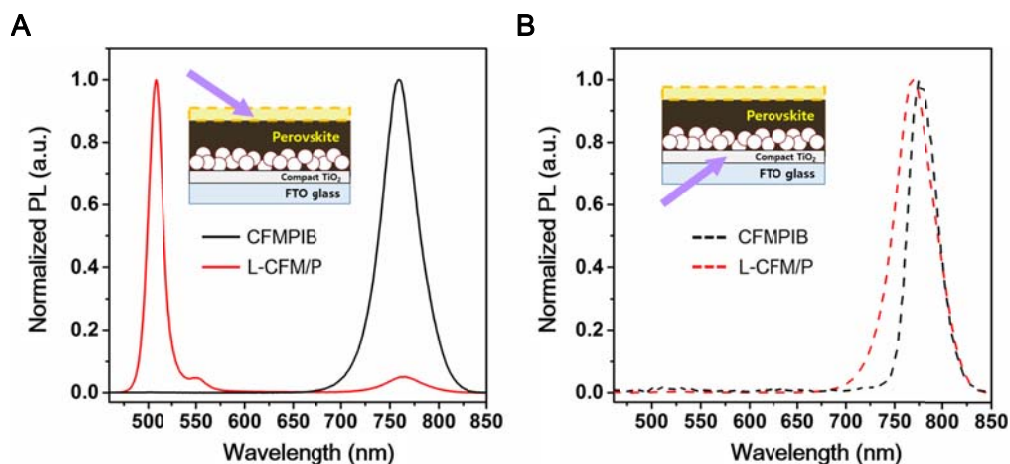 A
Normalized PL (a.u.)
1.0
0.8
0.6
0.4
0.2
0.0
Perovskite
Compact TiO2
FTO glass
CFMPIB
L-CFM/P
500 550 600 650 700 750 800 850
Wavelength (nm)
B
Normalized PL (a.u.)
1.0
0.8
0.6
0.4
0.2
0.0
Perovskite
Compact TiO2
FTO glass
CFMPIB
L-CFM/P
500 550 600 650 700 750 800 850
Wavelength (nm)